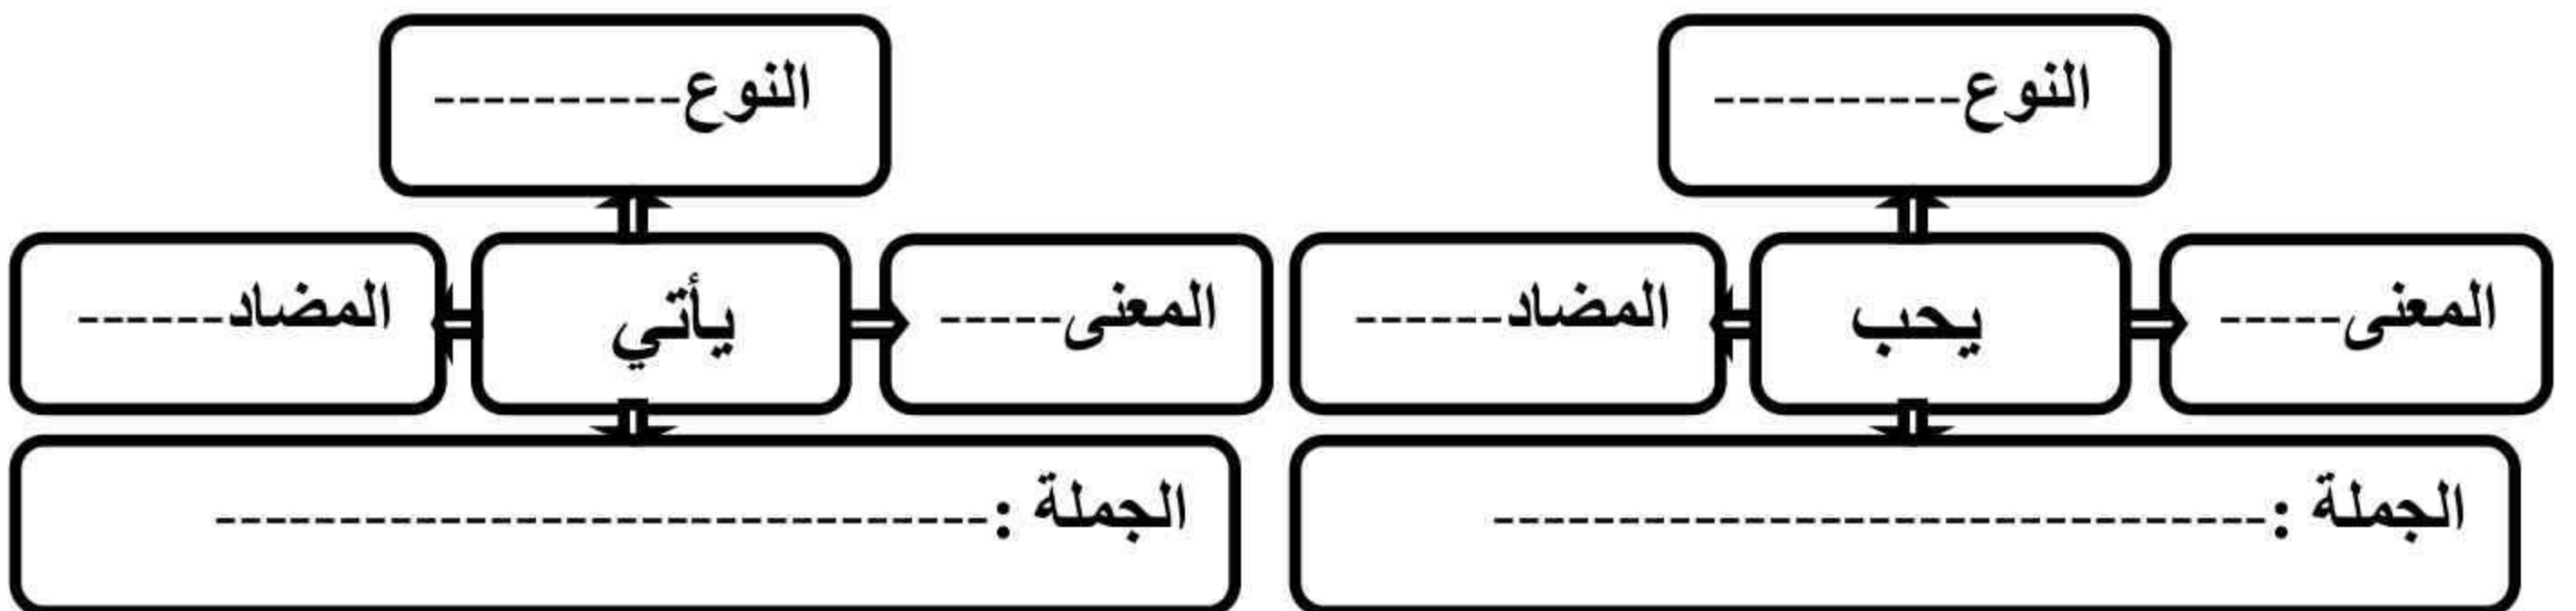 النوع---------- النوع----------
المعنى----- يحب المضاد------ المعنى----- يأتي المضاد------
الجملة :------------------------------- الجملة :-------------------------------